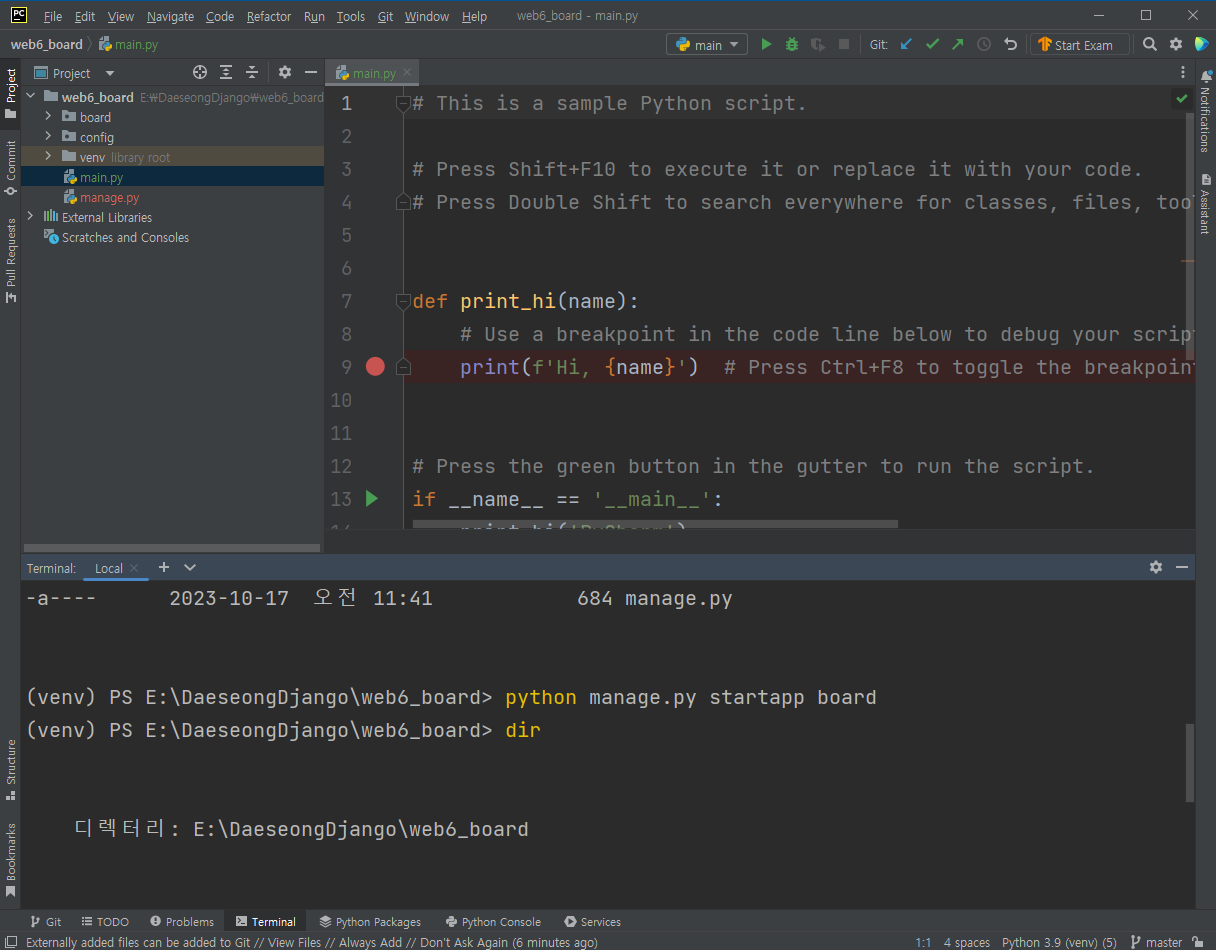 PC File Edit View Navigate Code Refactor Run Tools Git Window Help web6_board - main.py
web6_board main.py main Git: Start Exam
Project
main.py
web6_board E:₩DaeseongDjango₩web6_board
board
config
venv library root
main.py
manage.py
External Libraries
Scratches and Consoles
Project
Commit
Pull Requests
Structure
Bookmarks
1 # This is a sample Python script.
2
3 # Press Shift+F10 to execute it or replace it with your code.
4 # Press Double Shift to search everywhere for classes, files, too
5
6
7 def print_hi(name):
8 # Use a breakpoint in the code line below to debug your scrip
9 print(f'Hi, {name}') # Press Ctrl+F8 to toggle the breakpoin
10
11
12 # Press the green button in the gutter to run the script.
13 if __name__ == '__main__':
14 print_hi('PyCharm')
Notifications
Assistant
Terminal: Local
-a---- 2023-10-17 오전 11:41 684 manage.py
(venv) PS E:\DaeseongDjango\web6_board> python manage.py startapp board
(venv) PS E:\DaeseongDjango\web6_board> dir
디렉터리: E:\DaeseongDjango\web6_board
Git TODO Problems Terminal Python Packages Python Console Services
Externally added files can be added to Git // View Files // Always Add // Don't Ask Again (6 minutes ago) 1:1 4 spaces Python 3.9 (venv) (5) master